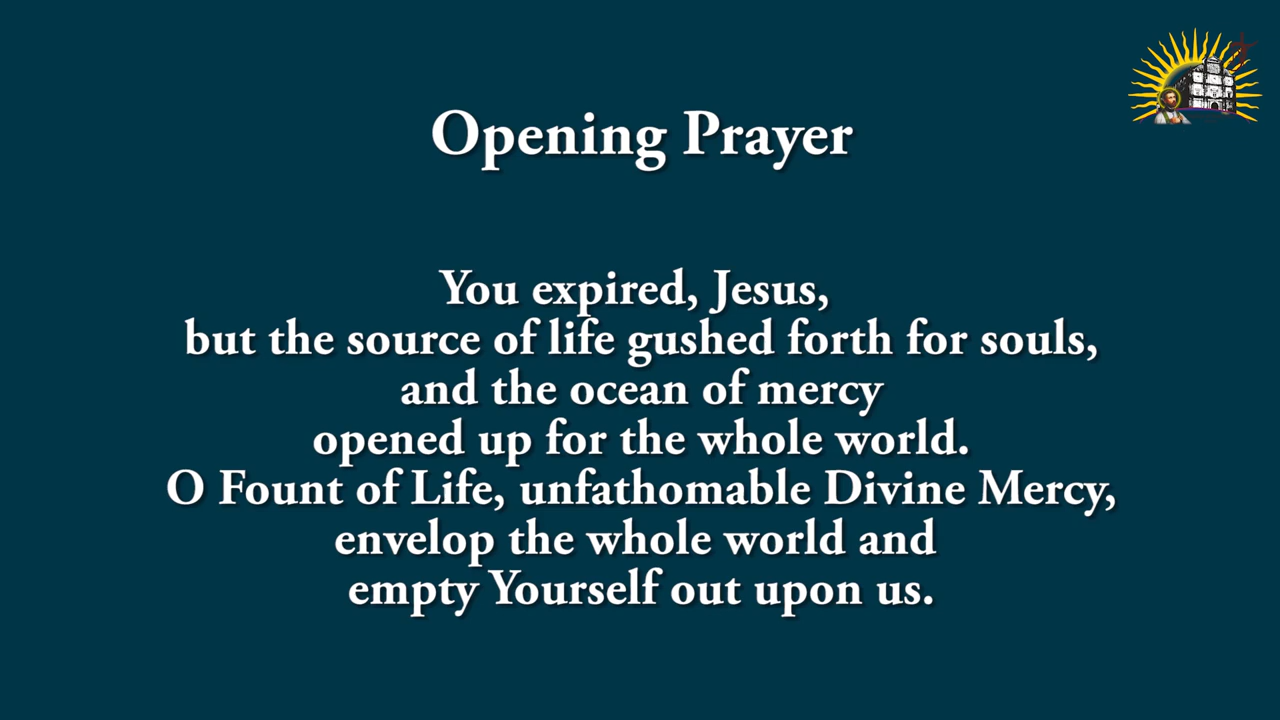 Opening Prayer
You expired, Jesus,
but the source of life gushed forth for souls,
and the ocean of mercy
opened up for the whole world.
O Fount of Life, unfathomable Divine Mercy,
envelop the whole world and
empty Yourself out upon us.